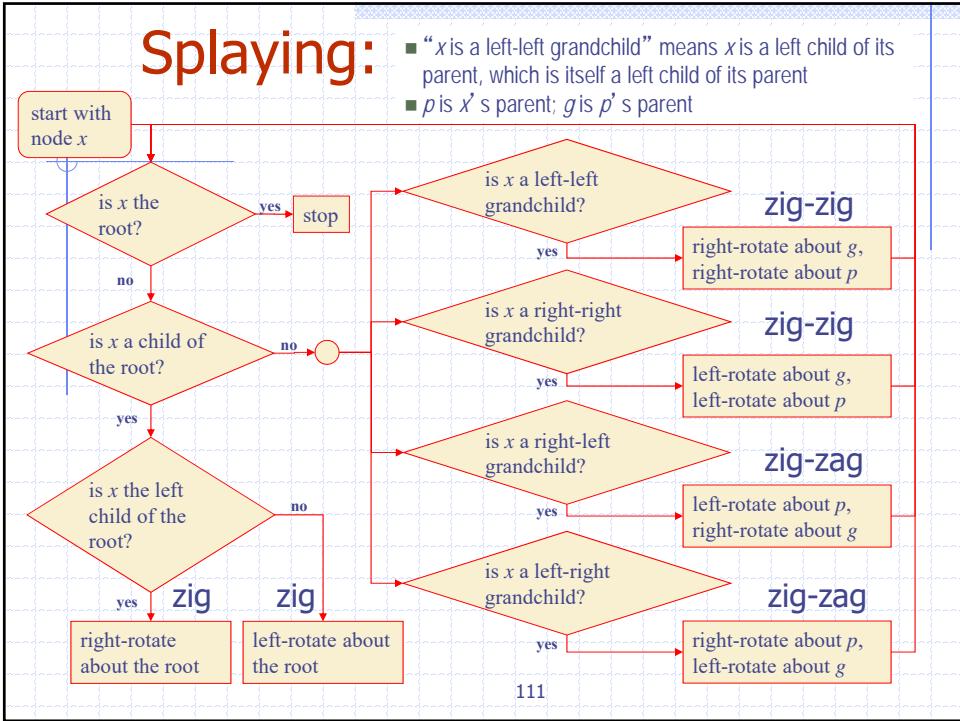 Splaying:
■ “x is a left-left grandchild” means x is a left child of its
parent, which is itself a left child of its parent
■ p is x’s parent; g is p’s parent
start with
node x
is x the
root?
yes
stop
no
is x a child of
the root?
no
yes
is x the left
child of the
root?
no
yes
zig
zig
right-rotate
about the root
left-rotate about
the root
is x a left-left
grandchild?
zig-zig
yes
right-rotate about g,
right-rotate about p
is x a right-right
grandchild?
zig-zig
yes
left-rotate about g,
left-rotate about p
is x a right-left
grandchild?
zig-zag
yes
left-rotate about p,
right-rotate about g
is x a left-right
grandchild?
zig-zag
yes
right-rotate about p,
left-rotate about g
111